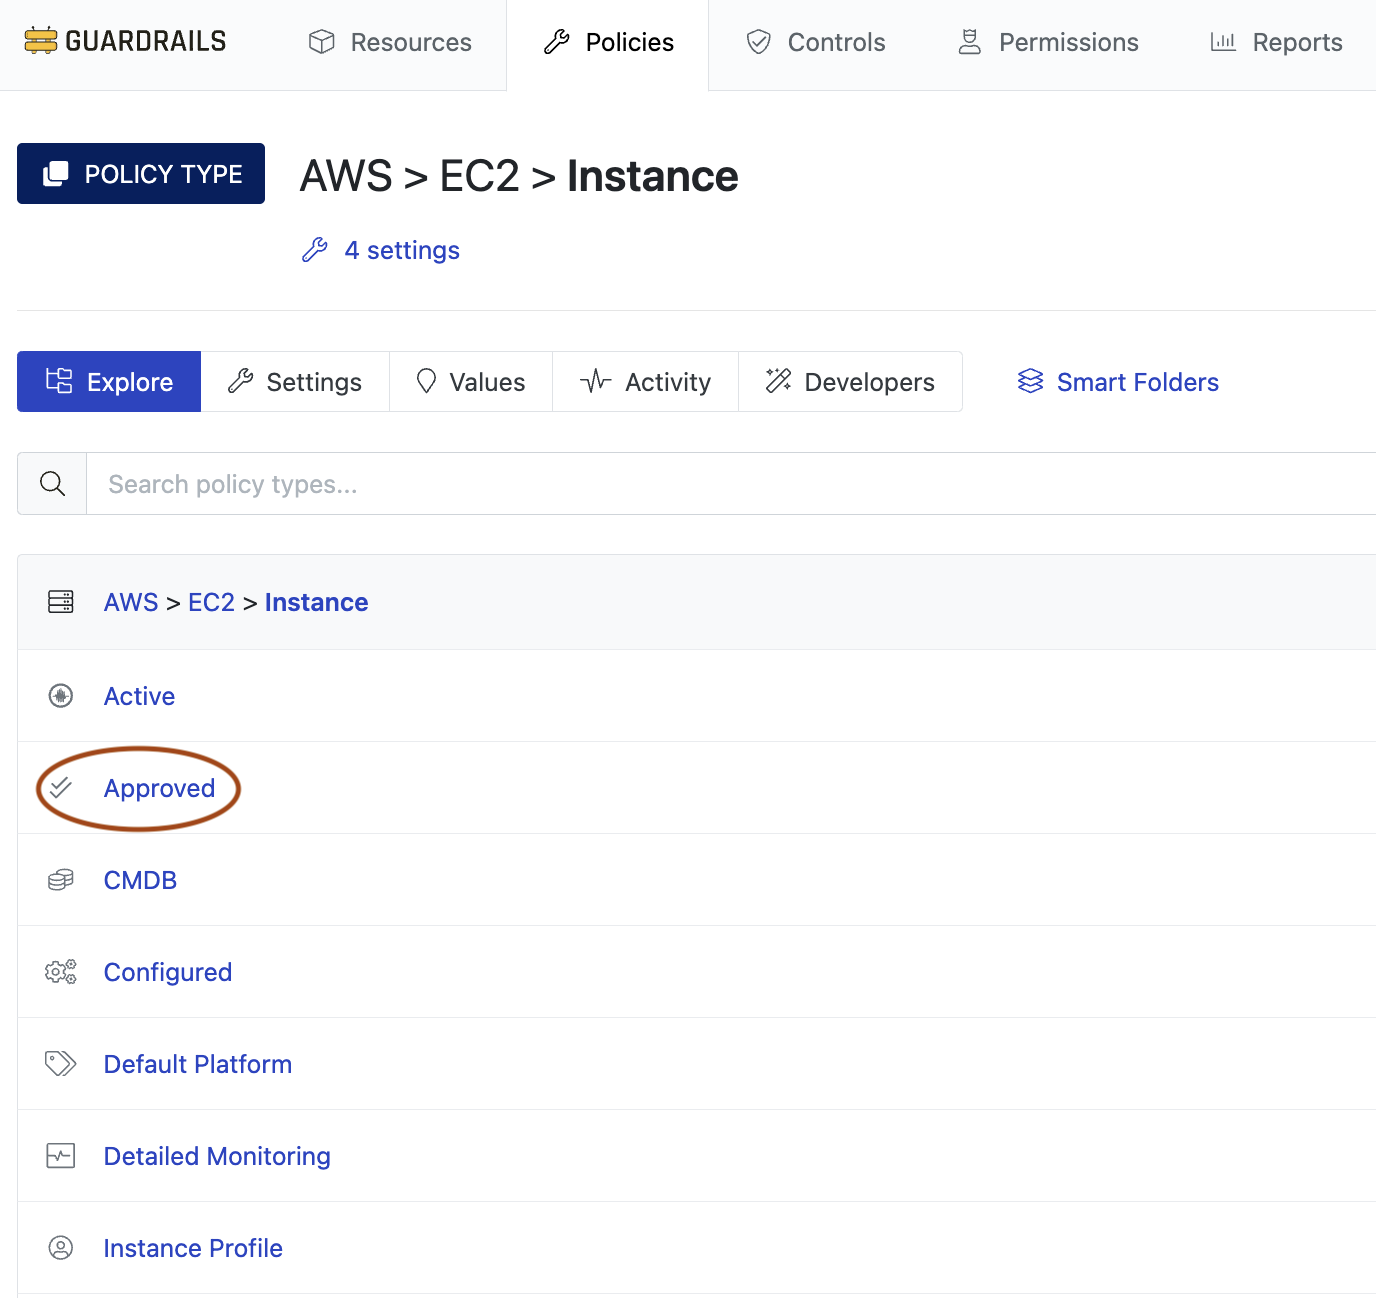 GUARDRAILS Resources Policies Controls Permissions Reports
POLICY TYPE AWS > EC2 > Instance
4 settings
Explore Settings Values Activity Developers Smart Folders
Search policy types...
AWS > EC2 > Instance
Active
Approved
CMDB
Configured
Default Platform
Detailed Monitoring
Instance Profile